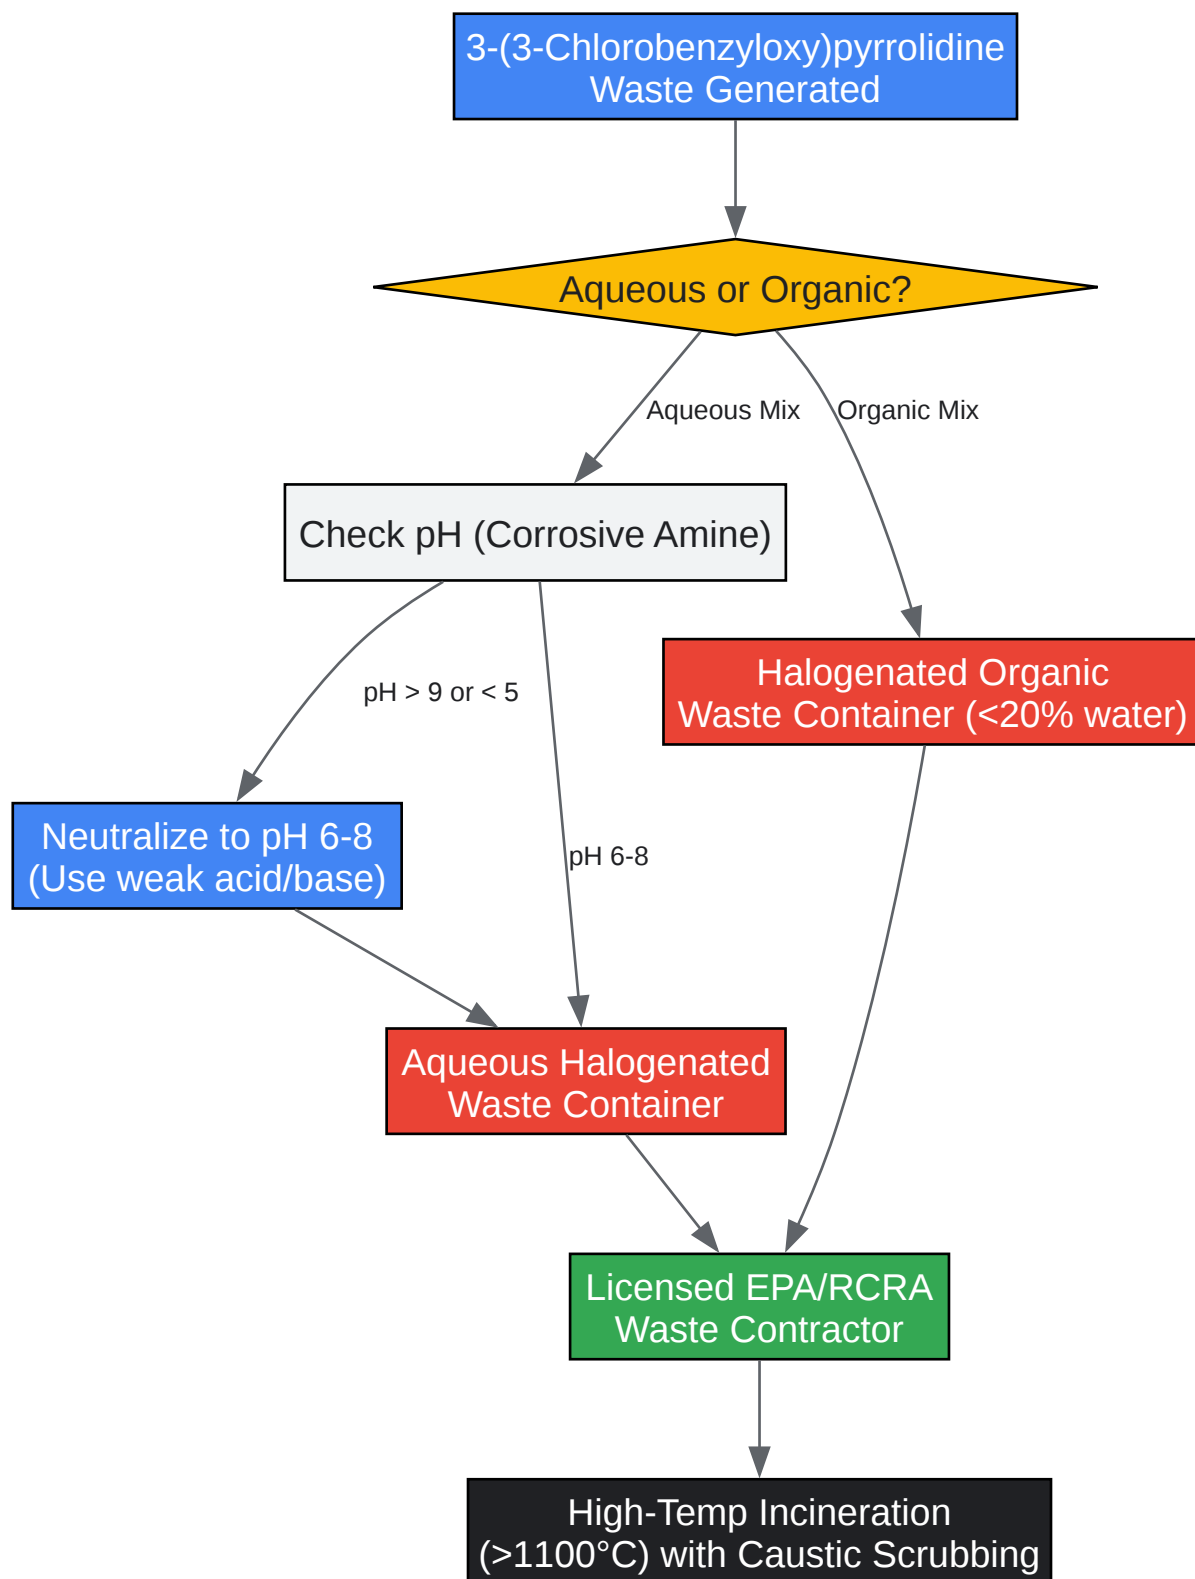 3-(3-Chlorobenzyloxy)pyrrolidine
Waste Generated
Aqueous or Organic?
Aqueous Mix
Organic Mix
Check pH (Corrosive Amine)
Halogenated Organic
Waste Container (<20% water)
pH > 9 or < 5
Neutralize to pH 6-8
(Use weak acid/base)
pH 6-8
Aqueous Halogenated
Waste Container
Licensed EPA/RCRA
Waste Contractor
High-Temp Incineration
(>1100°C) with Caustic Scrubbing